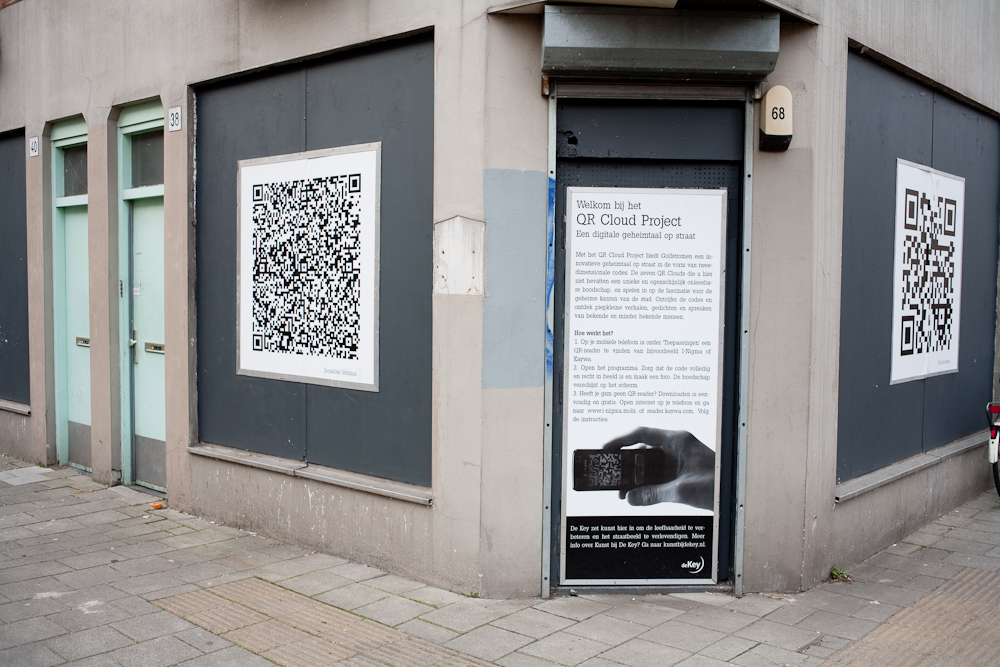 40
38
Welkom bij het
QR Cloud Project
Een digitale geheimtaal op straat
Met het QR Cloud Project biedt Golfstromen een in-
novatieve geheimtaal op straat in de vorm van twee-
dimensionale codes. De zeven QR Clouds die u hier
ziet bevatten een unieke en ogenschijnlijk onleesba-
re boodschap, en spelen in op de fascinatie voor de
geheime kanten van de stad. Ontcijfer de codes en
ontdek piepkleine verhalen, gedichten en spreuken
van bekende en minder bekende mensen.
Hoe werkt het?
1. Op je mobiele telefoon is onder 'Toepassingen' een
QR-reader te vinden van bijvoorbeeld I-Nigma of
Kaywa.
2. Open het programma. Zorg dat de code volledig
en recht in beeld is en maak een foto. De boodschap
verschijnt op het scherm.
3. Heeft je gsm geen QR-reader? Downloaden is een-
voudig en gratis. Open internet op je telefoon en ga
naar www.i-nigma.mobi of reader.kaywa.com. Volg
de instructies.
De Key zet kunst hier in om de leefbaarheid te ver-
beteren en het straatbeeld te verlevendigen. Meer
info over Kunst bij De Key? Ga naar kunstbijdekey.nl.
deKey
68